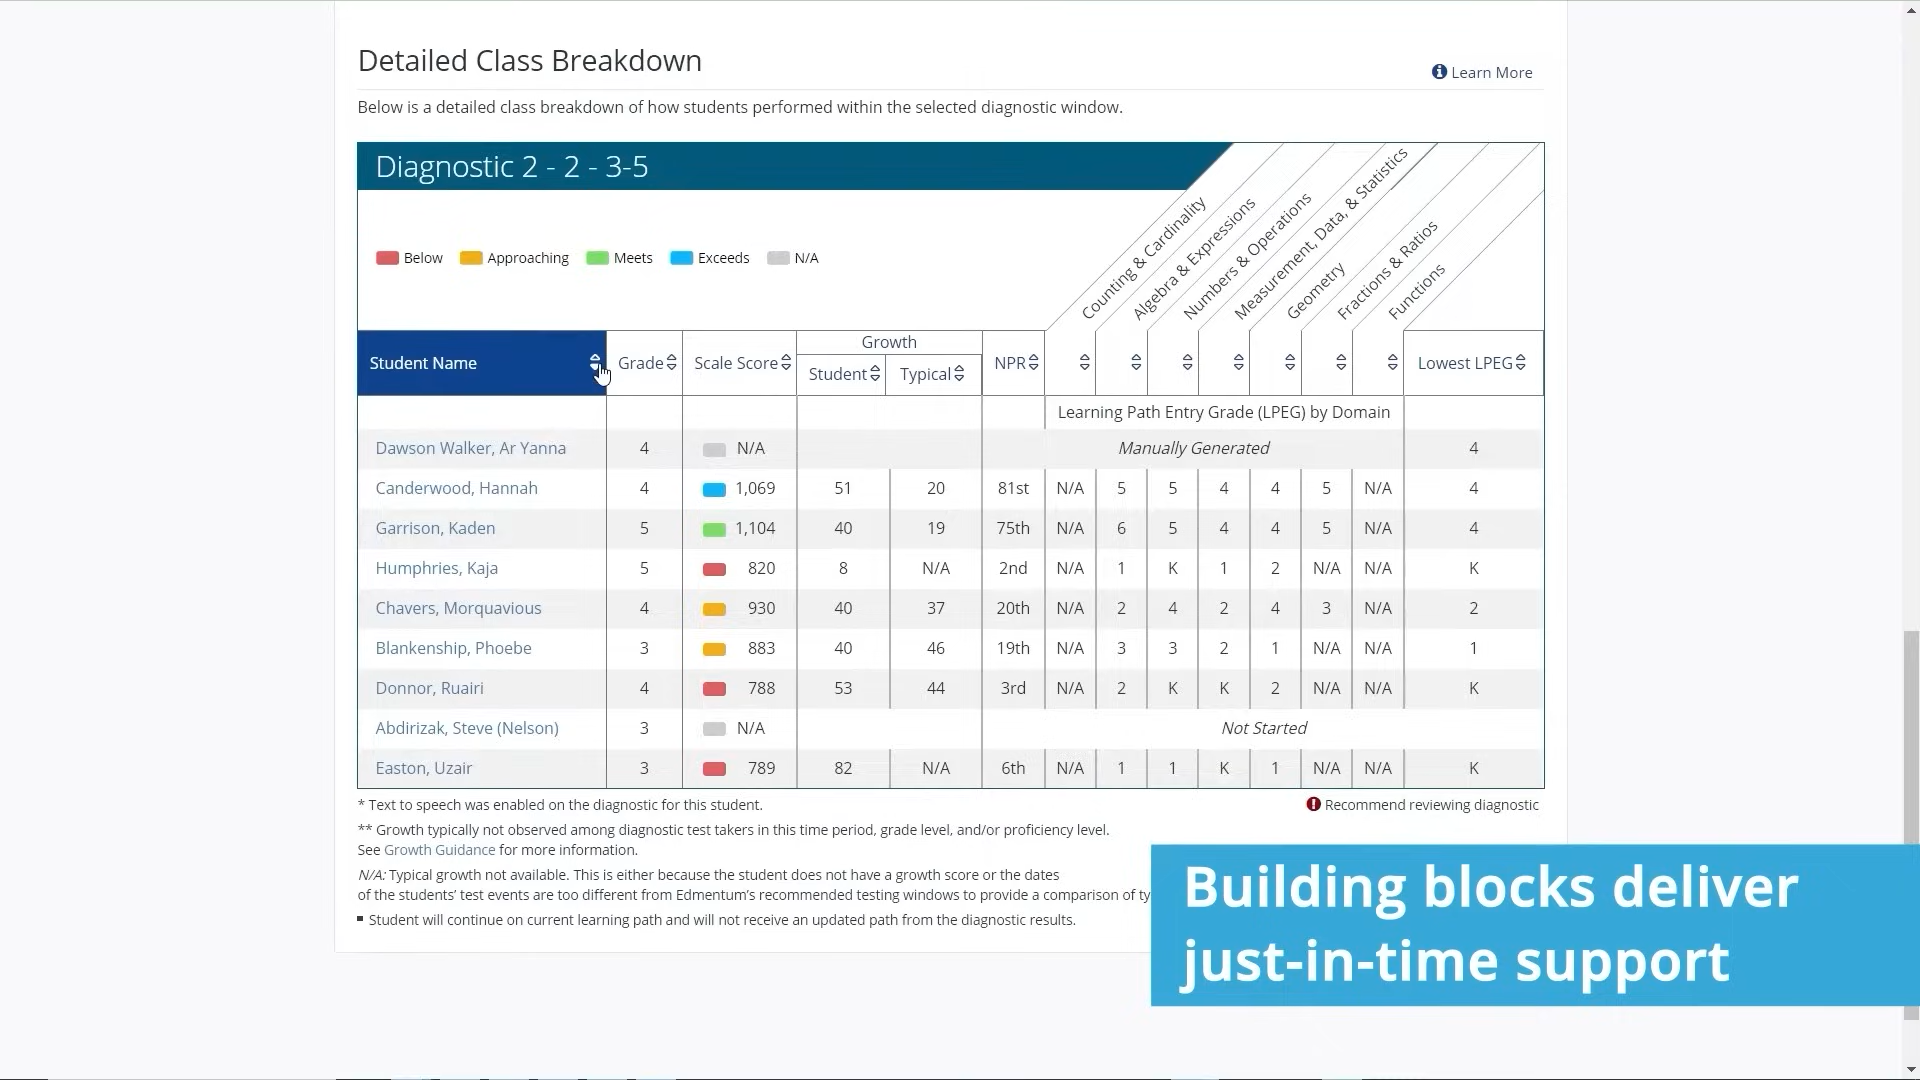 Detailed Class Breakdown
Learn More
Below is a detailed class breakdown of how students performed within the selected diagnostic window.
Diagnostic 2 - 2 - 3-5
Below Approaching Meets Exceeds N/A
Counting & Cardinality
Algebra & Expressions
Numbers & Operations
Measurement, Data, & Statistics
Geometry
Fractions & Ratios
Functions
Student Name Grade Scale Score Growth Student Typical NPR Lowest LPEG
Learning Path Entry Grade (LPEG) by Domain
Dawson Walker, Ar Yanna 4 N/A Manually Generated 4
Canderwood, Hannah 4 1,069 51 20 81st N/A 5 5 4 4 5 N/A 4
Garrison, Kaden 5 1,104 40 19 75th N/A 6 5 4 4 5 N/A 4
Humphries, Kaja 5 820 8 N/A 2nd N/A 1 K 1 2 N/A N/A K
Chavers, Morquavious 4 930 40 37 20th N/A 2 4 2 4 3 N/A 2
Blankenship, Phoebe 3 883 40 46 19th N/A 3 3 2 1 N/A N/A 1
Donnor, Ruairi 4 788 53 44 3rd N/A 2 K K 2 N/A N/A K
Abdirizak, Steve (Nelson) 3 N/A Not Started
Easton, Uzair 3 789 82 N/A 6th N/A 1 1 K 1 N/A N/A K
* Text to speech was enabled on the diagnostic for this student.
Recommend reviewing diagnostic
** Growth typically not observed among diagnostic test takers in this time period, grade level, and/or proficiency level.
See Growth Guidance for more information.
N/A: Typical growth not available. This is either because the student does not have a growth score or the dates
of the students' test events are too different from Edmentum's recommended testing windows to provide a comparison of ty
Student will continue on current learning path and will not receive an updated path from the diagnostic results.
Building blocks deliver
just-in-time support